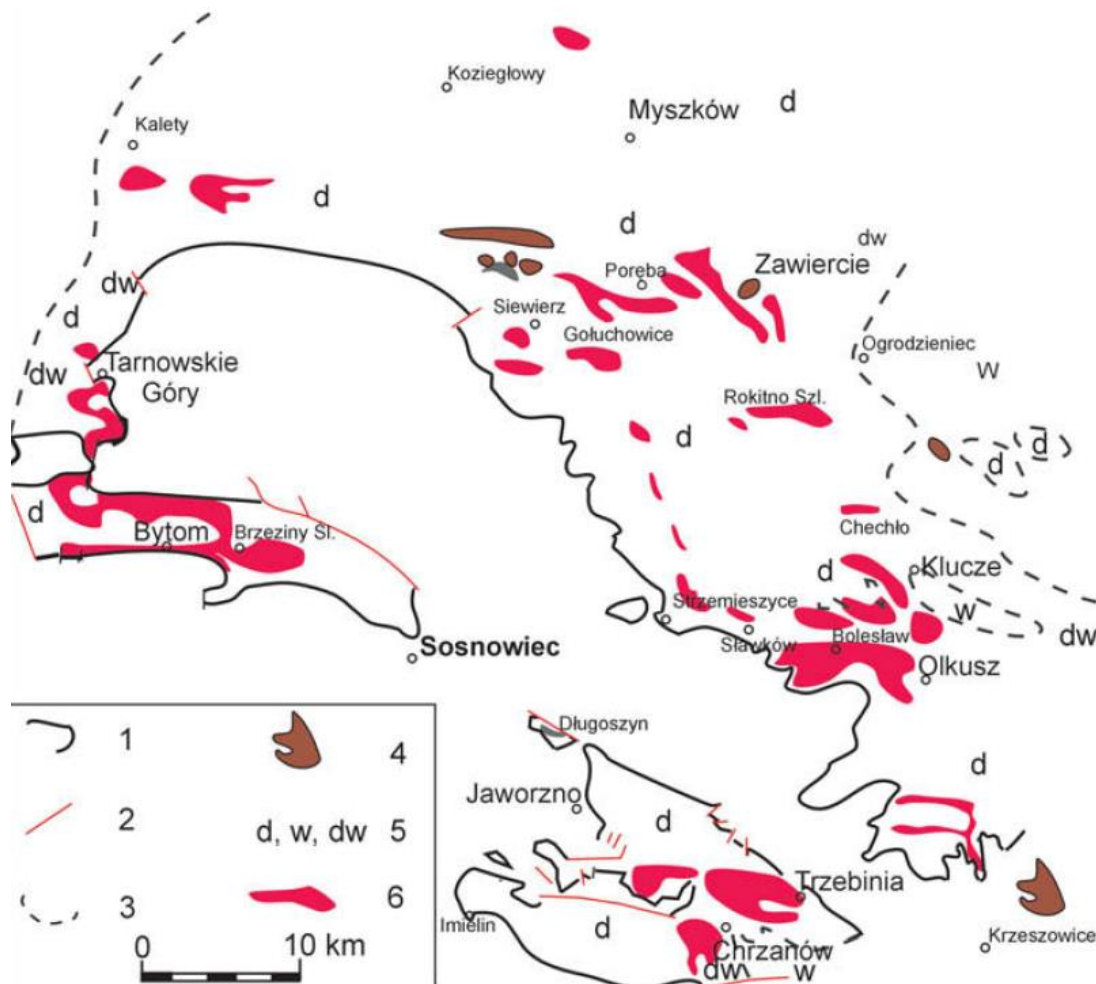 Koziegłowy
Myszków
d
Kalety
d
d
dw
Zawiercie
Poręba
dw
Siewierz
d
Gołuchowice
Ogrodzieniec
W
Tarnowskie
Góry
dw
Rokitno Szl.
d
d
d
d
Chechło
Bytom
Brzeziny Śl.
d
Klucze
Strzemieszyce
w
Sławków
Bolesław
dw
Sosnowiec
Olkusz
Długoszyn
d
Jaworzno
d
Trzebinia
Imielin
d
Chrzanów
Krzeszowice
dw
w
1
4
2
d, w, dw
5
3
6
0
10 km